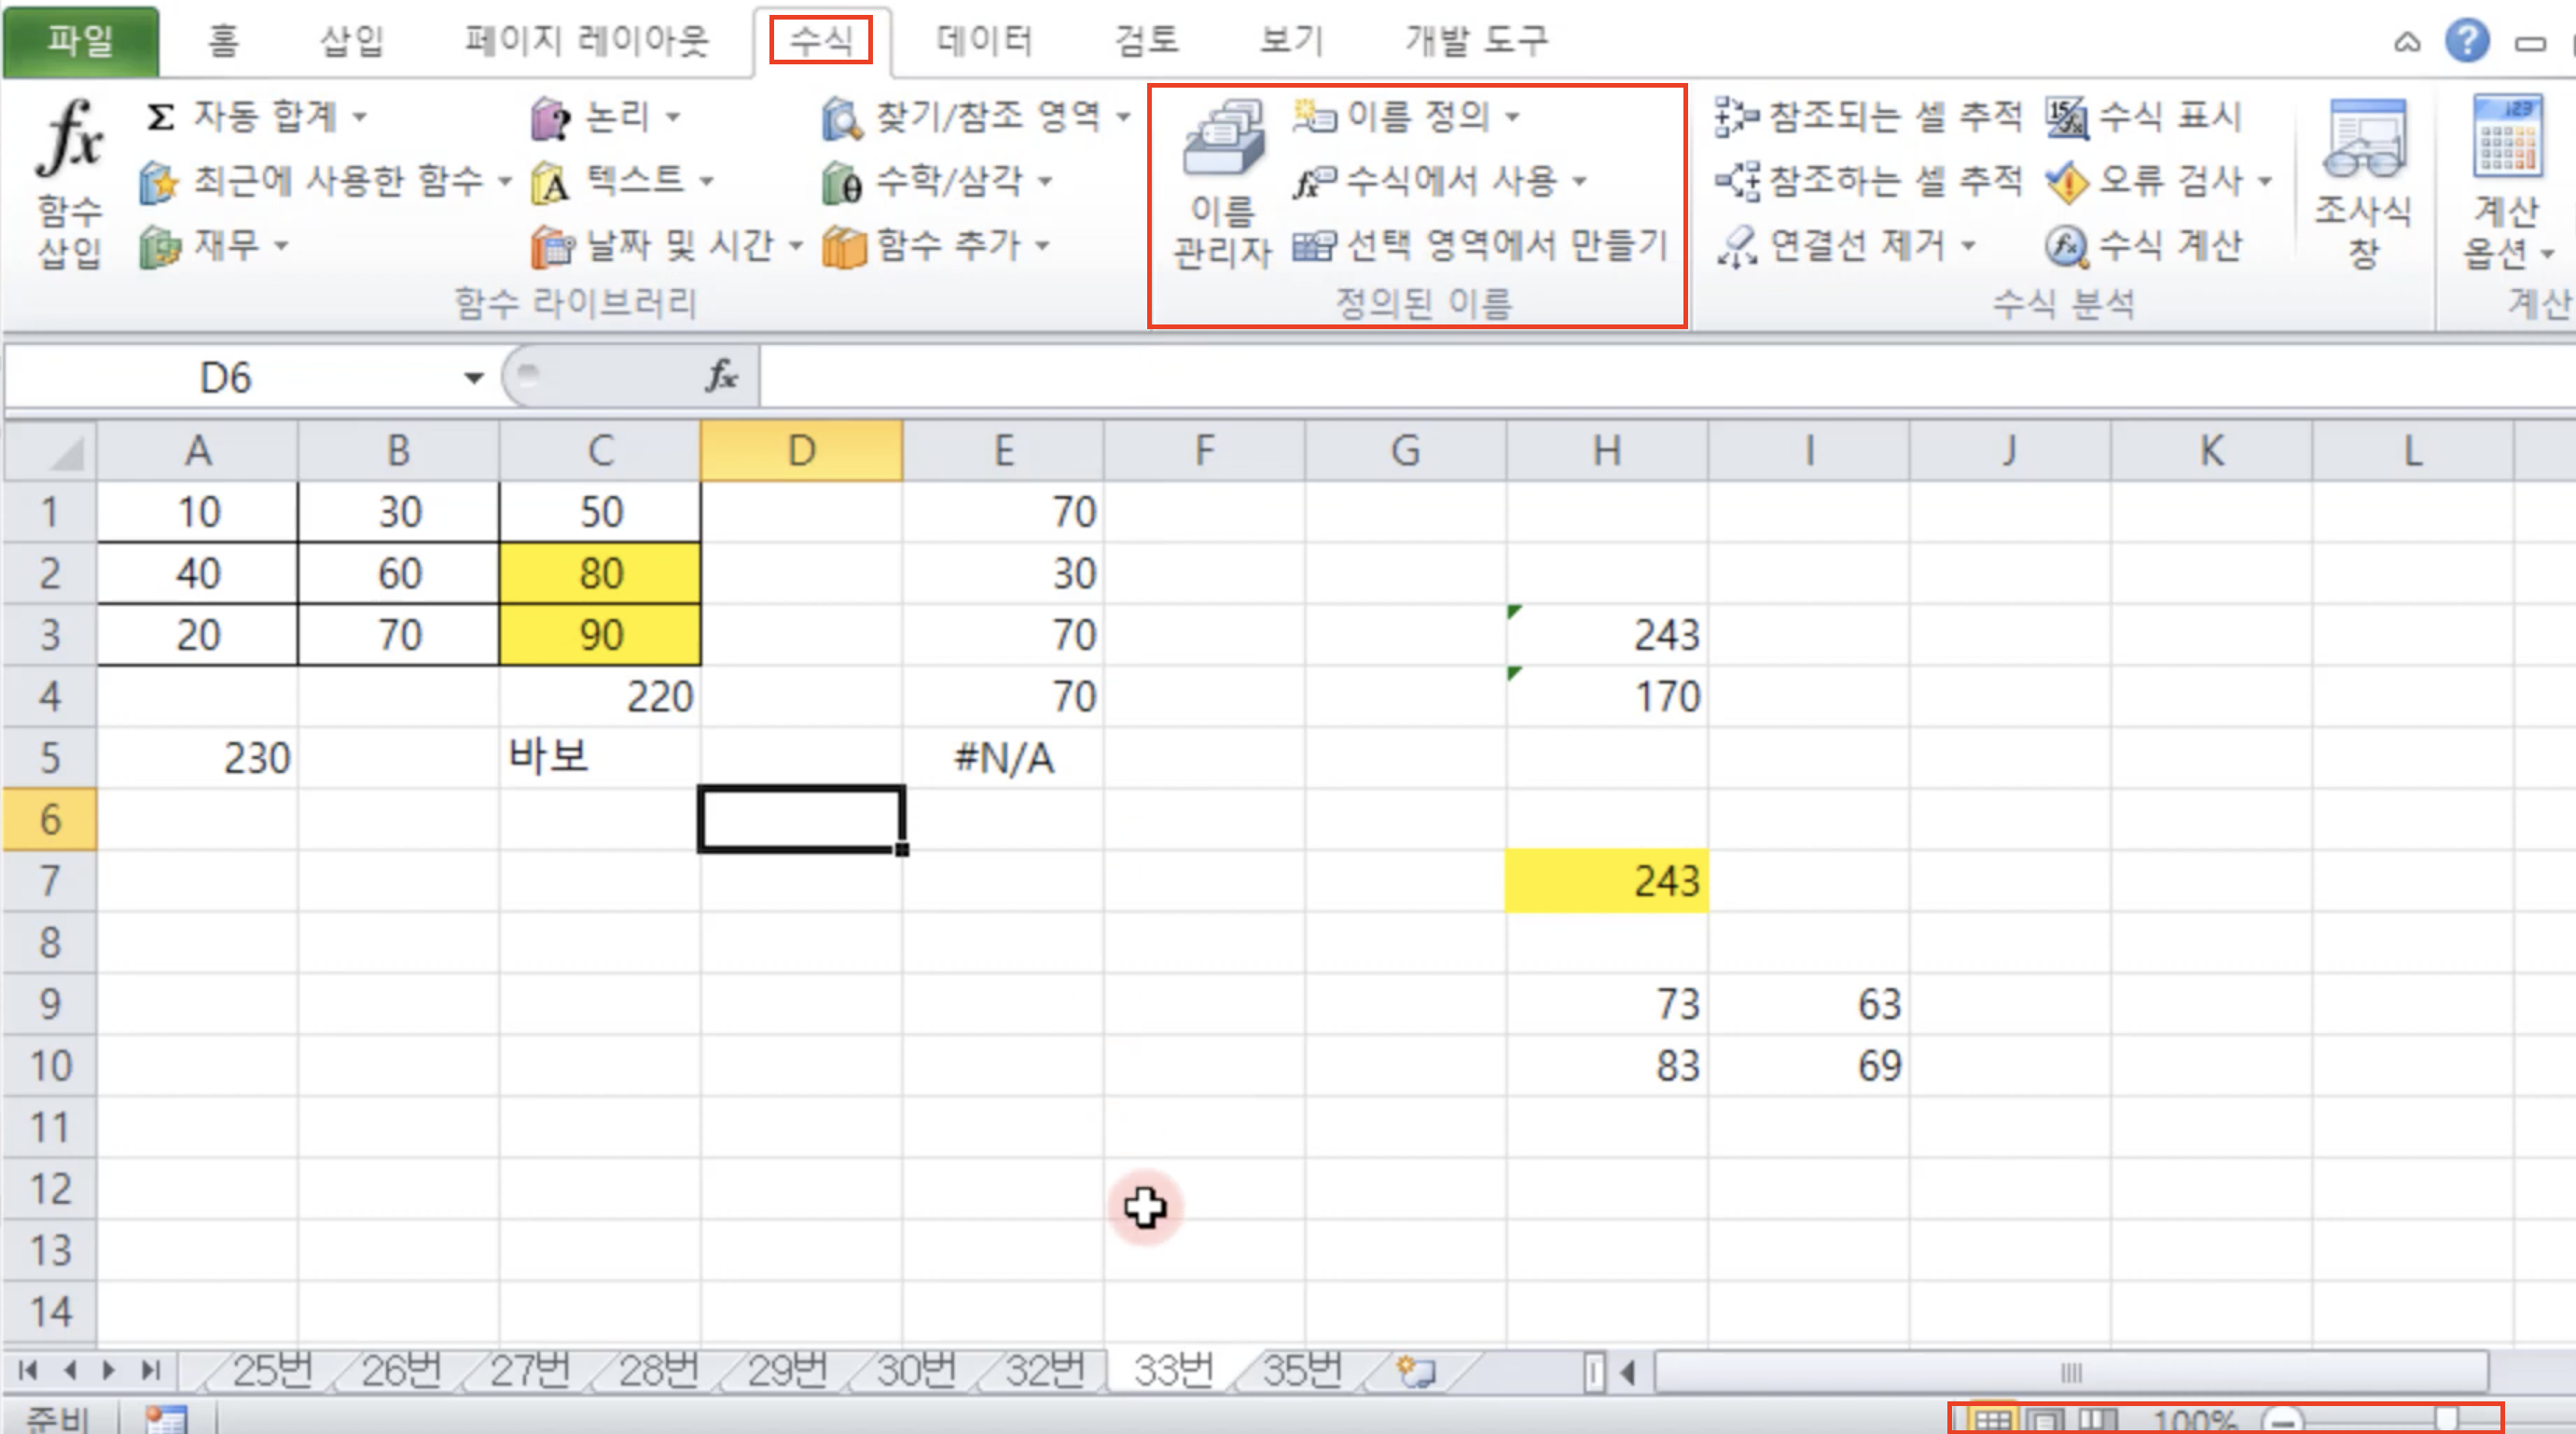 파일 홈 삽입 페이지 레이아웃 수식 데이터 검토 보기 개발 도구
fx 함수 삽입
Σ 자동 합계
최근에 사용한 함수
재무
논리
텍스트
날짜 및 시간
찾기/참조 영역
수학/삼각
함수 추가
함수 라이브러리
이름 관리자
이름 정의
수식에서 사용
선택 영역에서 만들기
정의된 이름
참조되는 셀 추적
참조하는 셀 추적
연결선 제거
수식 표시
오류 검사
수식 계산
수식 분석
조사식 창
계산 옵션
계산
D6 fx
A B C D E F G H I J K L
1 10 30 50 70
2 40 60 80 30
3 20 70 90 70 243
4 220 70 170
5 230 바보 #N/A
6
7 243
8
9 73 63
10 83 69
11
12
13
14
25번 26번 27번 28번 29번 30번 32번 33번 35번
준비 100%